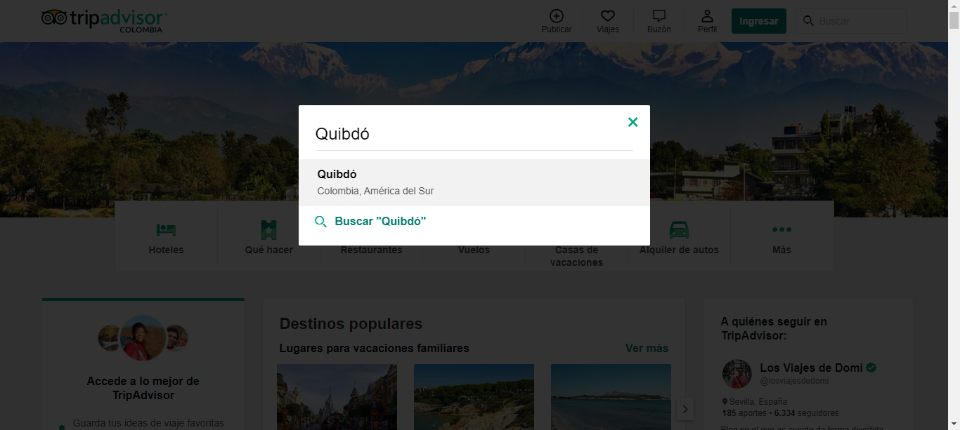 tripadvisor
COLOMBIA
Publicar
Viajes
Buzón
Perfil
Ingresar
Buscar
Quibdó
Quibdó
Colombia, América del Sur
Buscar "Quibdó"
Hoteles
Qué hacer
Restaurantes
Vuelos
Casas de
vacaciones
Alquiler de autos
Más
Accede a lo mejor de
TripAdvisor
Guarda tus ideas de viaje favoritas
Destinos populares
Lugares para vacaciones familiares
Ver más
A quiénes seguir en
TripAdvisor:
Los Viajes de Domi
@losviajesdedomi
Sevilla, España
185 aportes • 6.334 seguidores